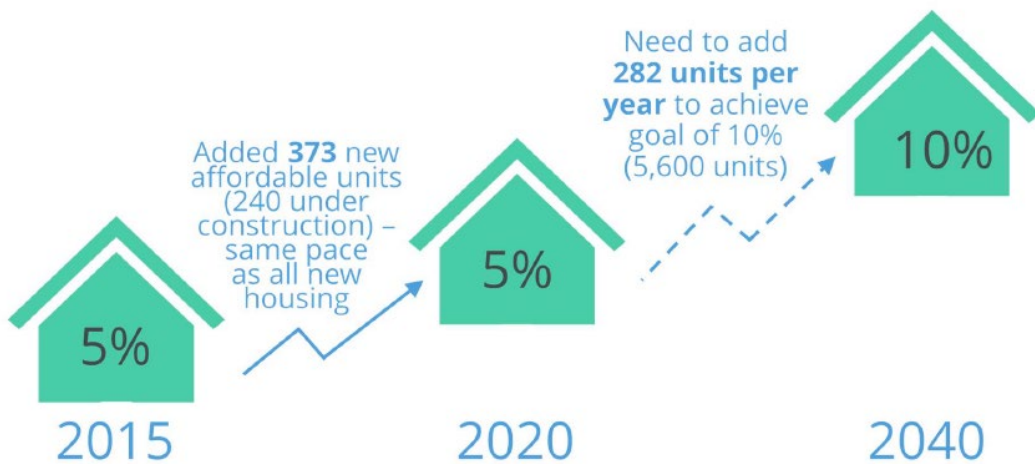 Need to add
282 units per
year to achieve
goal of 10%
(5,600 units)
10%
Added 373 new
affordable units
(240 under
construction) –
same pace
as all new
housing
5%
5%
2015
2020
2040